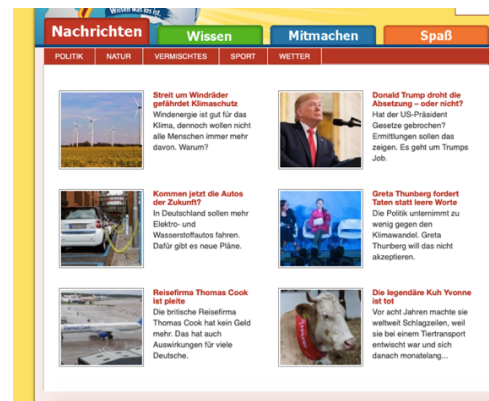 Wissen was los ist.
Nachrichten
Wissen
Mitmachen
Spaß
POLITIK
NATUR
VERMISCHTES
SPORT
WETTER
Streit um Windräder
gefährdet Klimaschutz
Windenergie ist gut für das
Klima, dennoch wollen nicht
alle Menschen immer mehr
davon. Warum?
Donald Trump droht die
Absetzung – oder nicht?
Hat der US-Präsident
Gesetze gebrochen?
Ermittlungen sollen das
zeigen. Es geht um Trumps
Job.
Kommen jetzt die Autos
der Zukunft?
In Deutschland sollen mehr
Elektro- und
Wasserstoffautos fahren.
Dafür gibt es neue Pläne.
Greta Thunberg fordert
Taten statt leere Worte
Die Politik unternimmt zu
wenig gegen den
Klimawandel. Greta
Thunberg will das nicht
akzeptieren.
Reisefirma Thomas Cook
ist pleite
Die britische Reisefirma
Thomas Cook hat kein Geld
mehr. Das hat auch
Auswirkungen für viele
Deutsche.
Die legendäre Kuh Yvonne
ist tot
Vor acht Jahren machte sie
weltweit Schlagzeilen, weil
sie bei einem Tiertransport
entwischt war und sich
danach monatelang...